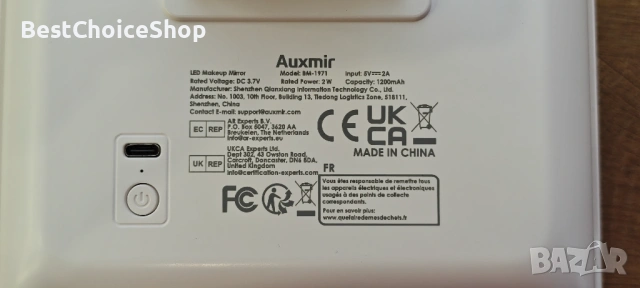 BestChoiceShop
Auxmir
LED Makeup Mirror Model: BM-1971 Input: 5V⎓2A
Rated Voltage: DC 3.7V Rated Power: 2W Capacity: 1200mAh
Manufacturer: Shenzhen Qianxiang Information Technology Co., Ltd.
Address: No. 1003, 10th Floor, Building 13, Tiedong Logistics Zone, 518111,
Shenzhen, China
Contact E-mail: support@auxmir.com
EC REP
AR Experts B.V.
P.O. Box 5047, 3620 AA
Breukelen, The Netherlands
info@ar-experts.eu
UK REP
UKCA Experts Ltd.
Dept 302, 43 Owston Road,
Carcroft, Doncaster, DN6 8DA,
United Kingdom
info@certification-experts.com
CE UK CA
MADE IN CHINA
FC
FR
Vous êtes responsable de remettre tous
les appareils électriques et électroniques
usagés à des points de collecte
correspondants.
Pour en savoir plus:
www.quefairedemesdechets.fr
BAZAR
bg